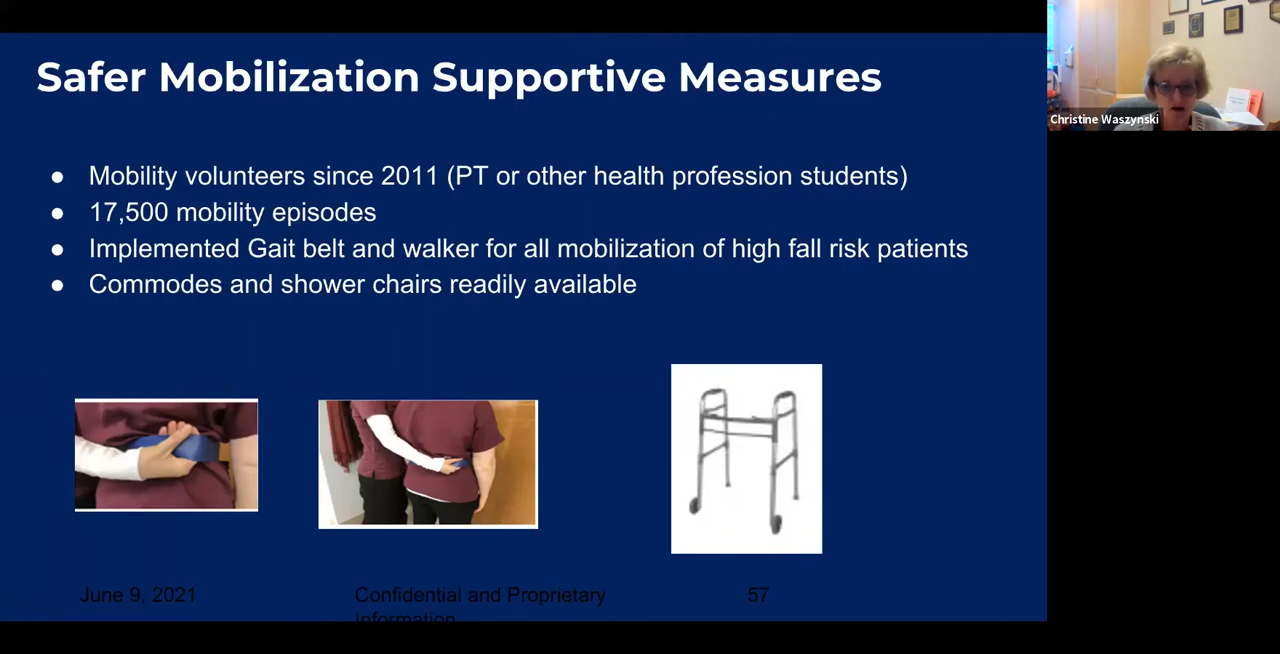 Safer Mobilization Supportive Measures
Christine Waszynski
● Mobility volunteers since 2011 (PT or other health profession students)
● 17,500 mobility episodes
● Implemented Gait belt and walker for all mobilization of high fall risk patients
● Commodes and shower chairs readily available
June 9, 2021
Confidential and Proprietary
Information
57